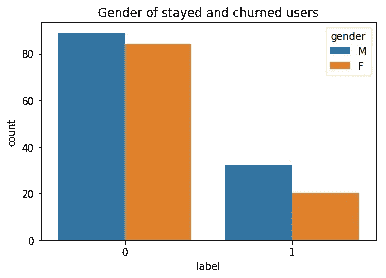 Gender of stayed and churned users
gender
M
F
count
80
60
40
20
0
0
1
label